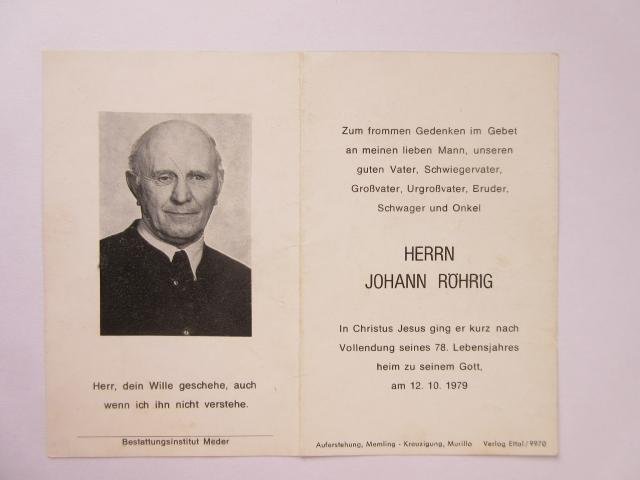 Herr, dein Wille geschehe, auch
wenn ich ihn nicht verstehe.
Bestattungsinstitut Meder
Zum frommen Gedenken im Gebet
an meinen lieben Mann, unseren
guten Vater, Schwiegervater,
Großvater, Urgroßvater, Bruder,
Schwager und Onkel
HERRN
JOHANN RÖHRIG
In Christus Jesus ging er kurz nach
Vollendung seines 78. Lebensjahres
heim zu seinem Gott,
am 12. 10. 1979
Auferstehung, Memling - Kreuzigung, Murillo Verlag Ettal/9970